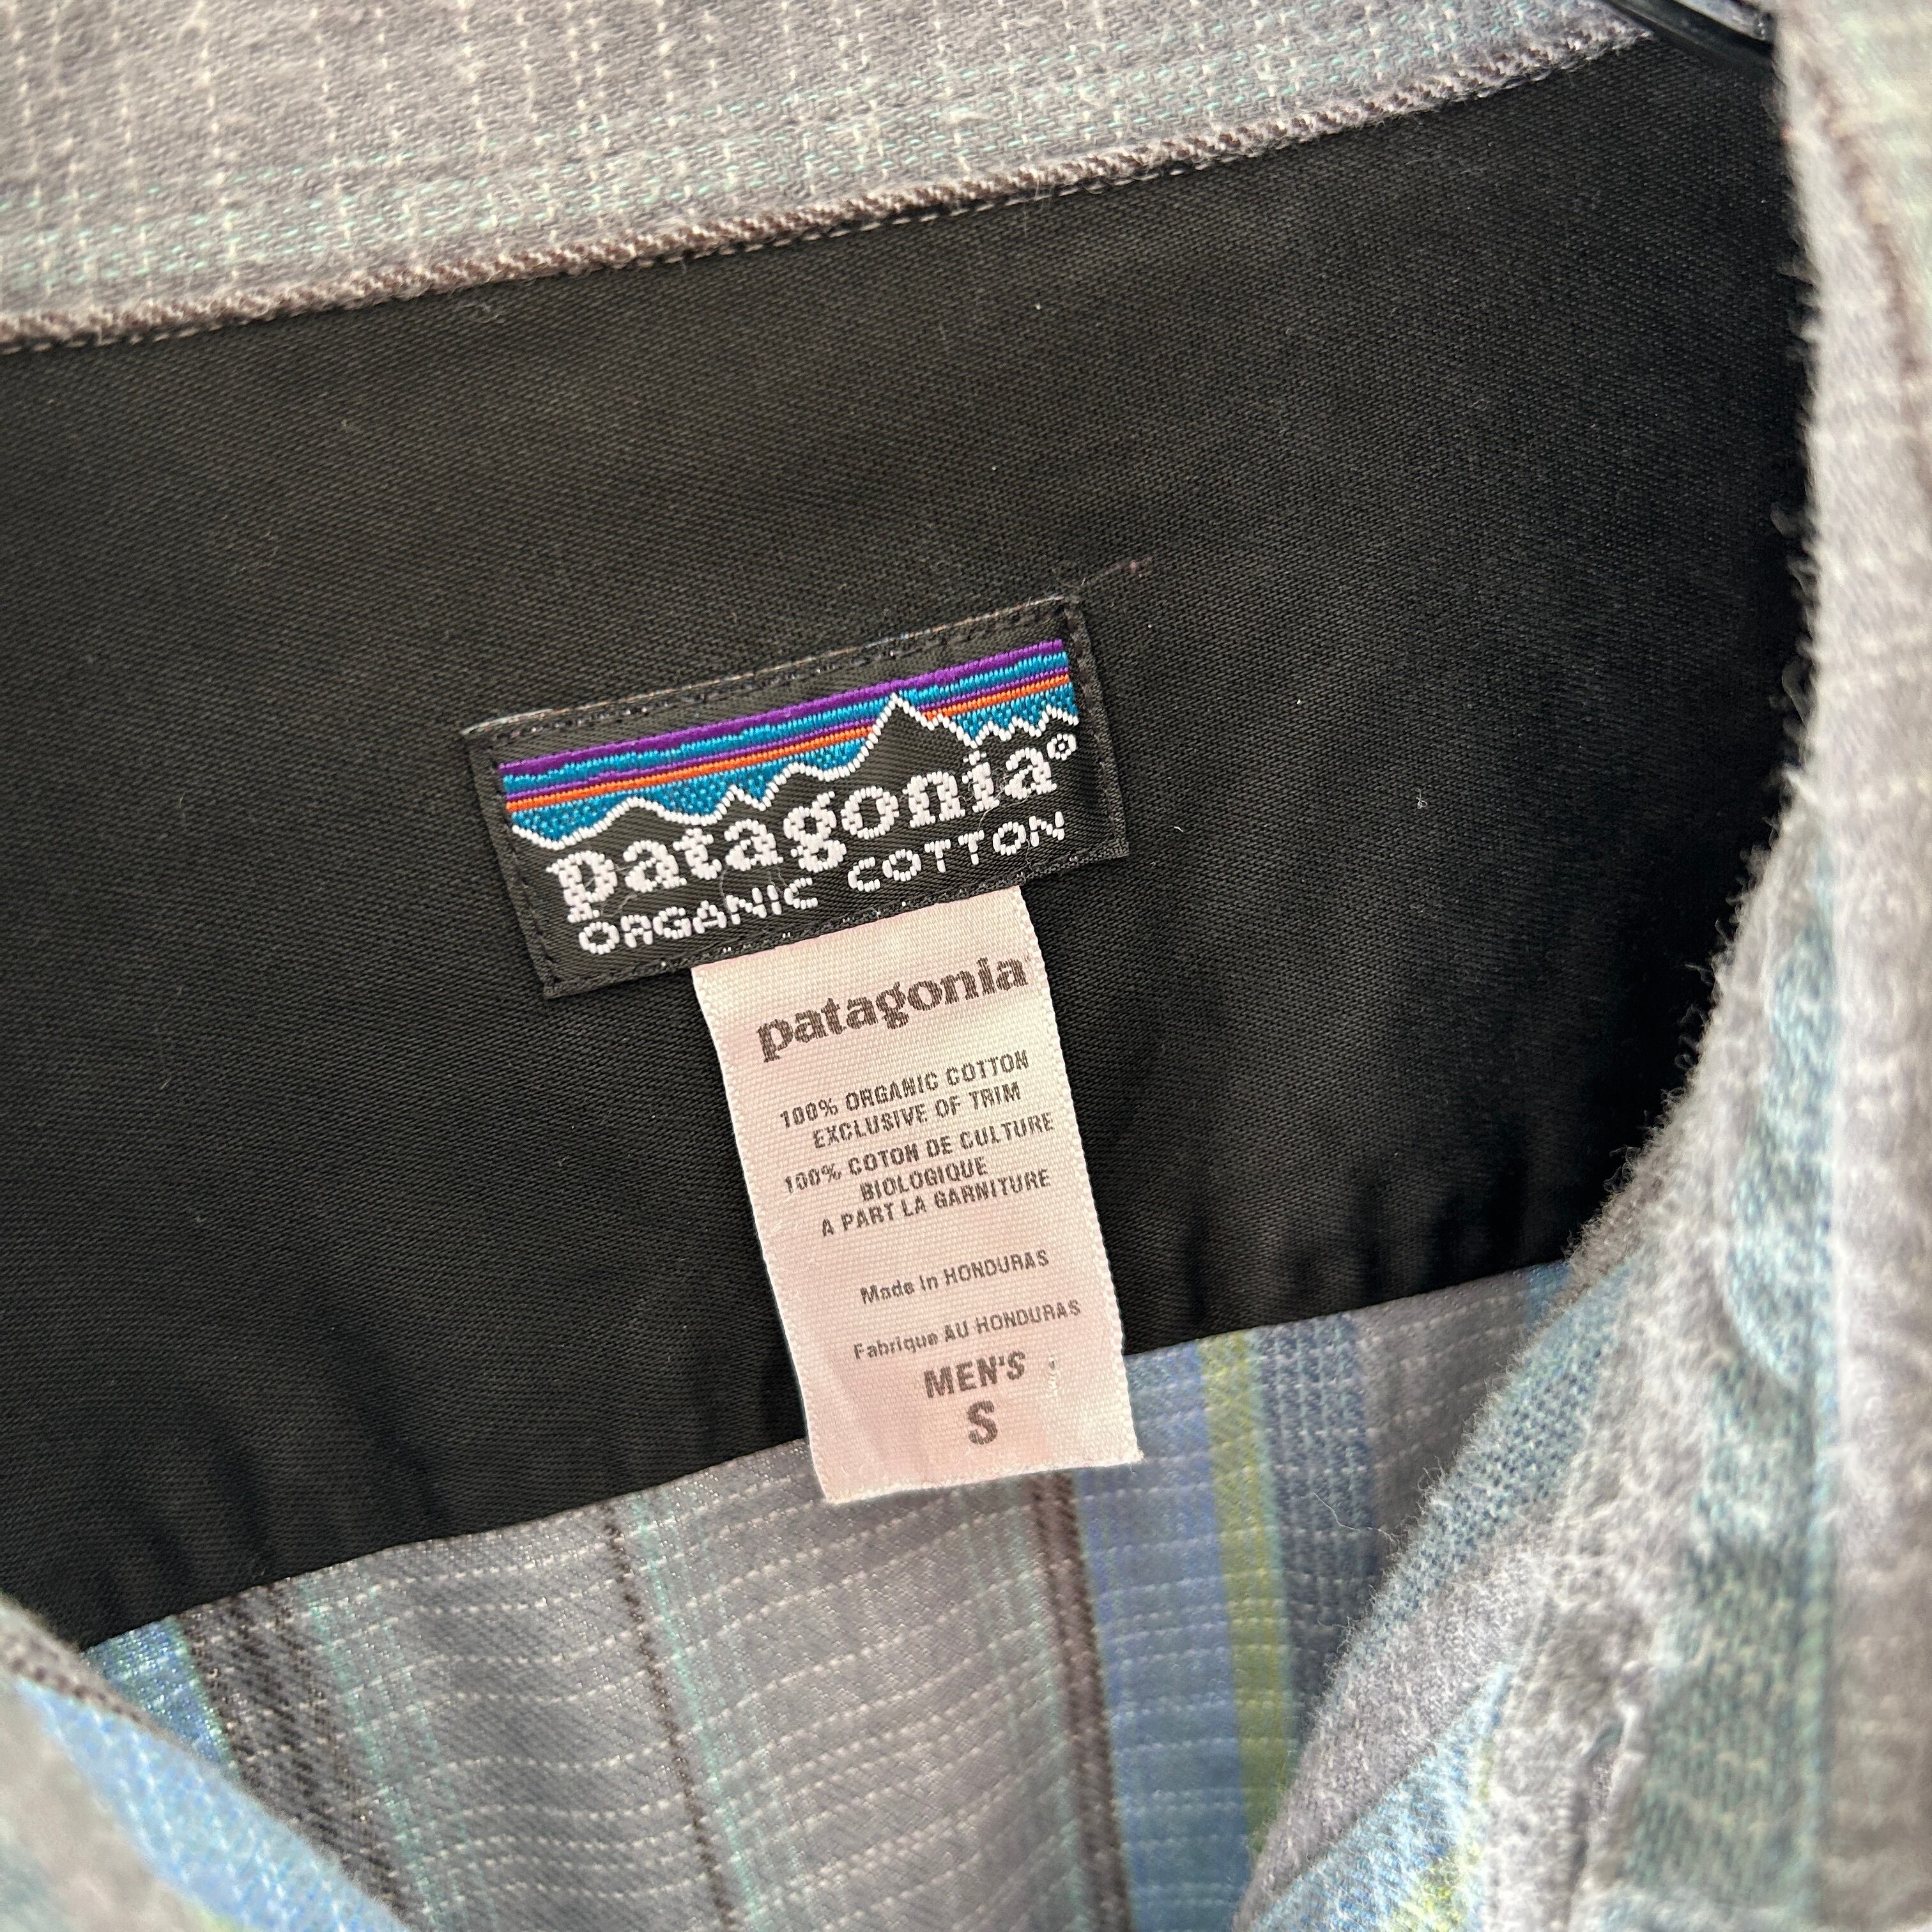 patagonia®
ORGANIC COTTON
patagonia
100% ORGANIC COTTON
EXCLUSIVE OF TRIM
100% COTON DE CULTURE
BIOLOGIQUE
A PART LA GARNITURE
Made in HONDURAS
Fabrique AU HONDURAS
MEN'S
S